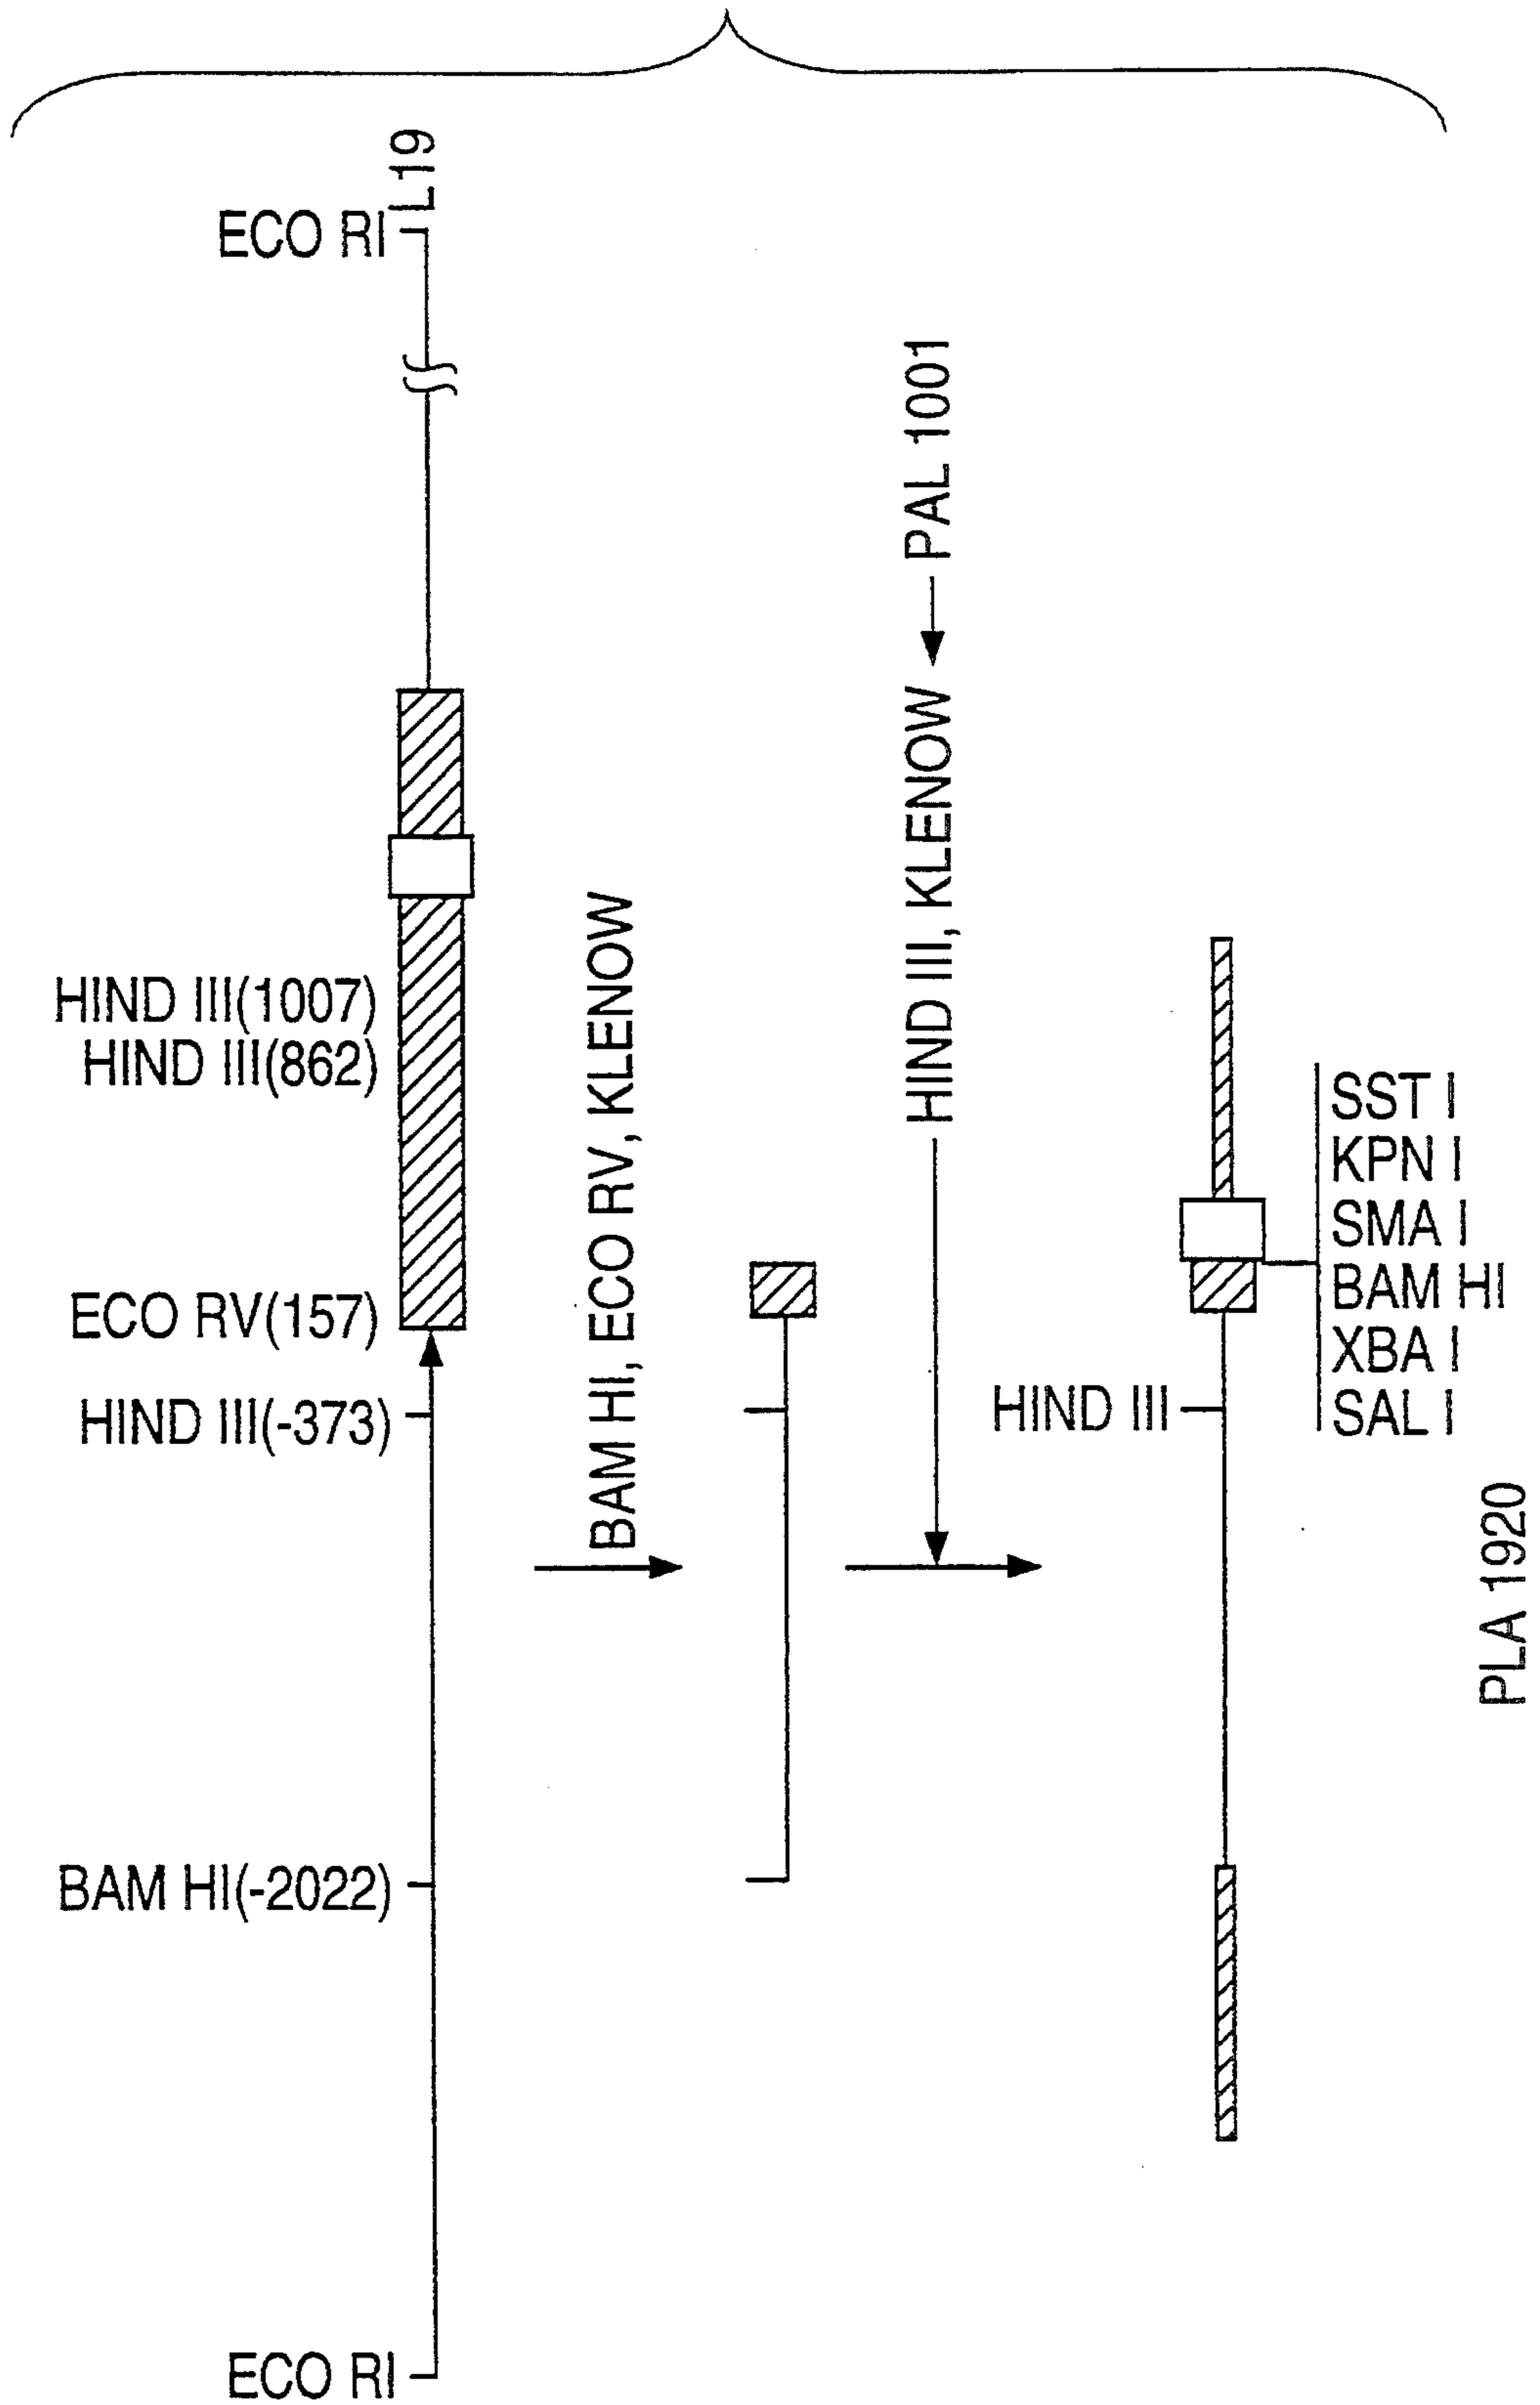 ECO RI
L19
HIND III(1007)
HIND III(862)
ECO RV(157)
HIND III(-373)
BAM HI(-2022)
ECO RI
BAM HI, ECO RV, KLENOW
HIND III, KLENOW
PAL 1001
HIND III
SST I
KPN I
SMA I
BAM HI
XBA I
SAL I
PLA 1920